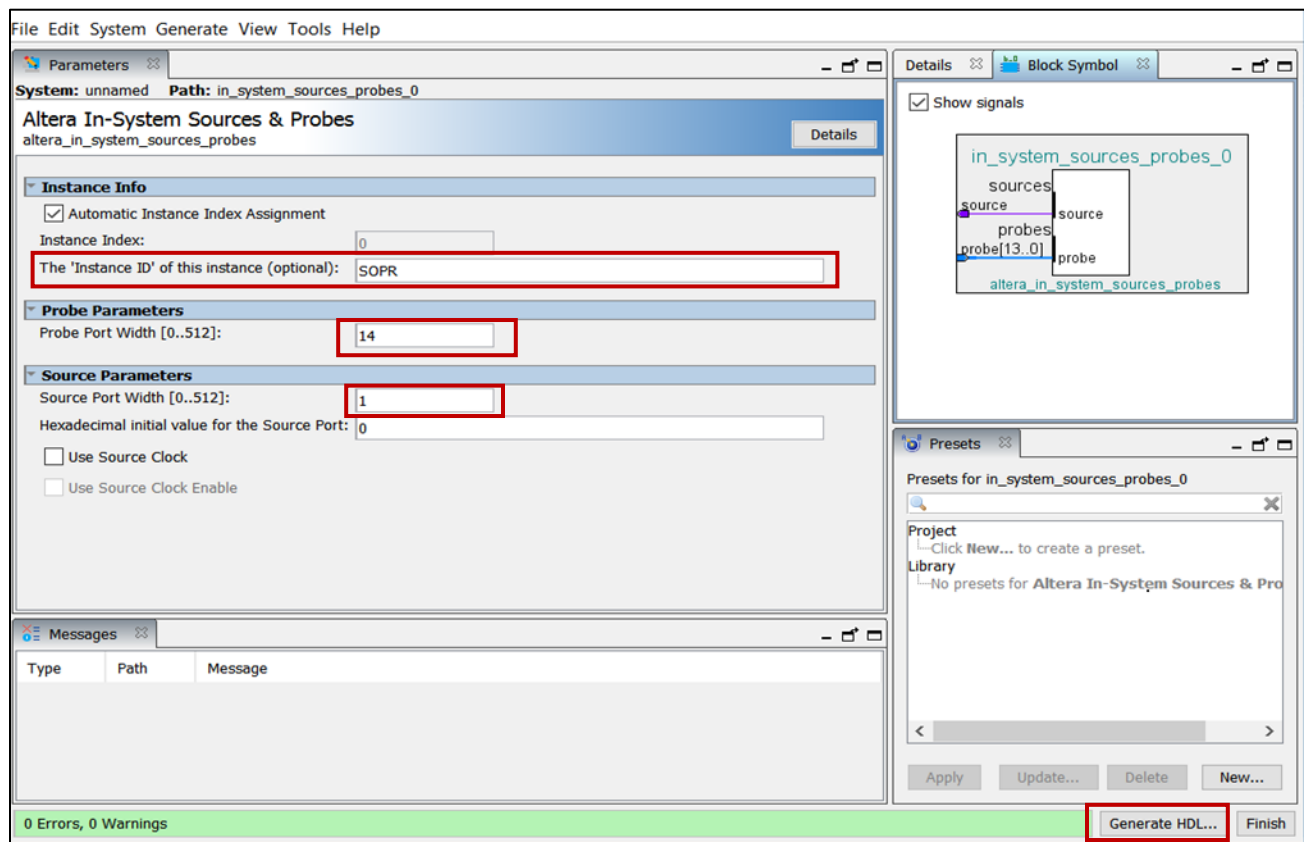 File Edit System Generate View Tools Help
Parameters
System: unnamed Path: in_system_sources_probes_0
Altera In-System Sources & Probes
altera_in_system_sources_probes
Details
Instance Info
Automatic Instance Index Assignment
Instance Index: 0
The 'Instance ID' of this instance (optional): SOPR
Probe Parameters
Probe Port Width [0..512]: 14
Source Parameters
Source Port Width [0..512]: 1
Hexadecimal initial value for the Source Port: 0
Use Source Clock
Use Source Clock Enable
Messages
Type Path Message
0 Errors, 0 Warnings
Details Block Symbol
Show signals
in_system_sources_probes_0
sources
source
source
probes
probe[13..0]
probe
altera_in_system_sources_probes
Presets
Presets for in_system_sources_probes_0
Project
Click New... to create a preset.
Library
No presets for Altera In-System Sources & Pro
Apply Update... Delete New...
Generate HDL... Finish